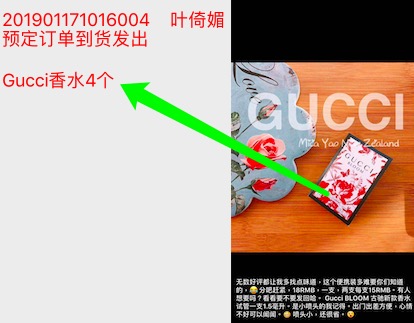 201901171016004 叶倚媚
预定订单到货发出
Gucci香水4个
GUCCI
Miza Yao New Zealand
GUCCI
无数好评都让我多找点味道，这个便携装多难要你们知道
的，😂分吧赶紧，18RMB，一支，两支每支15RMB。有人
想要吗？看看要不要发回哈。 Gucci BLOOM 古驰新款香水
试管一支1.5毫升。是小喷头的我记得。出门出差方便，心情
不好可以闻闻。😄 喷头小，还很省。😮